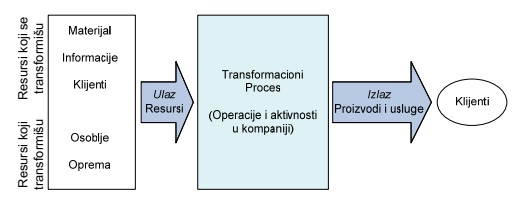 Resursi koji se
transformišu
Materijal
Informacije
Klijenti
Resursi koji
transformišu
Osoblje
Oprema
Ulaz
Resursi
Transformacioni
Proces
(Operacije i aktivnosti
u kompaniji)
Izlaz
Proizvodi i usluge
Klijenti